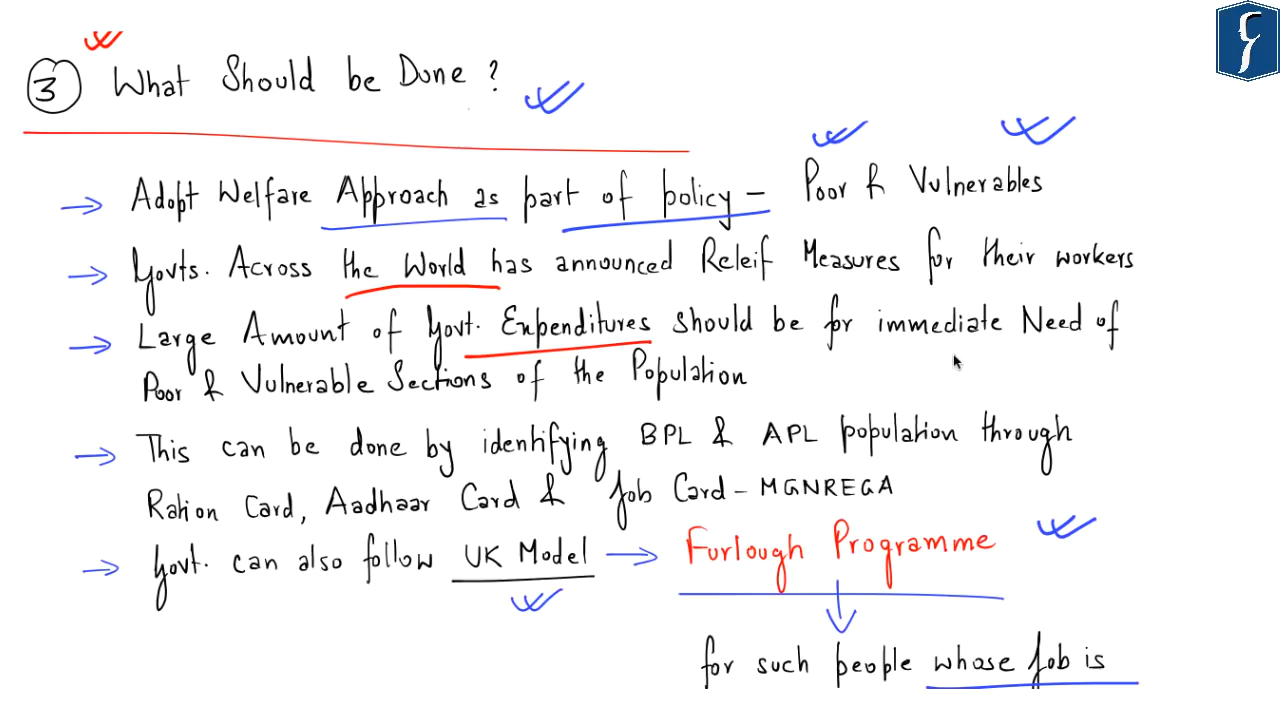 3 What Should be Done ?
→ Adopt Welfare Approach as part of policy – Poor & Vulnerables
→ Govts. Across the World has announced Releif Measures for their workers
→ Large Amount of Govt. Expenditures should be for immediate Need of
Poor & Vulnerable Sections of the Population
→ This can be done by identifying BPL & APL population through
Ration Card, Aadhaar Card & Job Card – MGNREGA
→ Govt. can also follow UK Model → Furlough Programme
for such people whose Job is